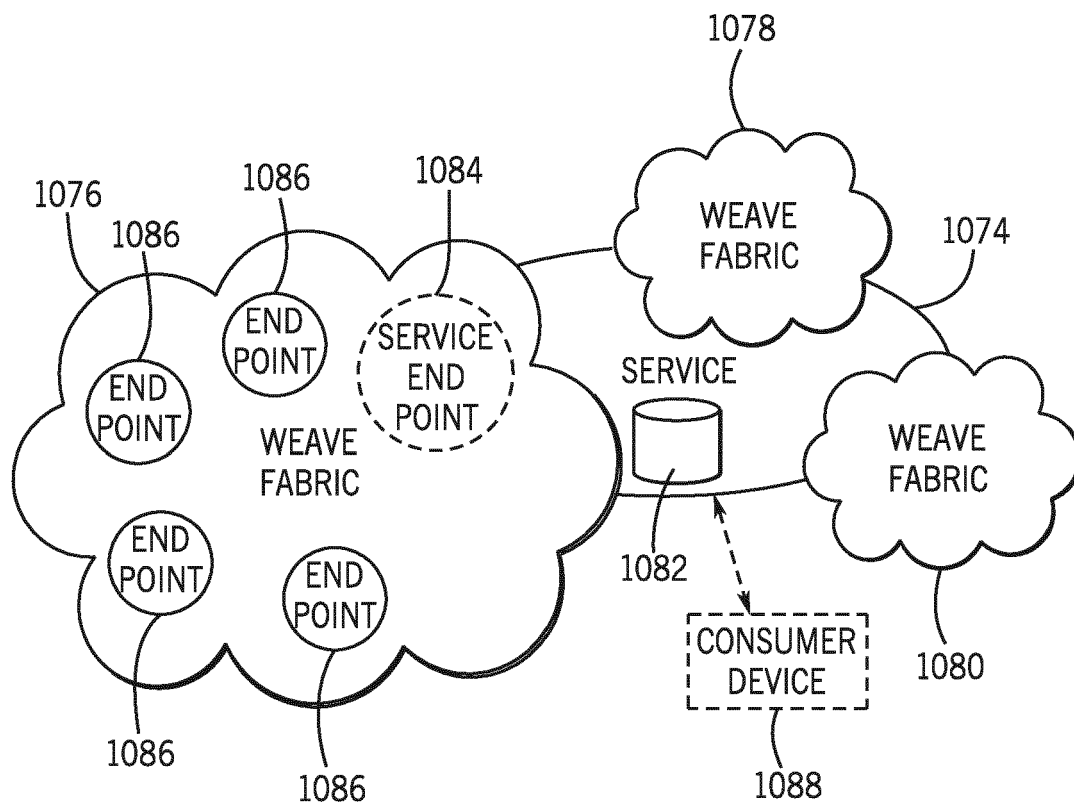 1078
1086
1084
1076
1086
WEAVE
FABRIC
1074
END
POINT
SERVICE
END
POINT
SERVICE
END
POINT
WEAVE
FABRIC
WEAVE
FABRIC
END
POINT
END
POINT
1082
CONSUMER
DEVICE
1080
1086
1086
1088